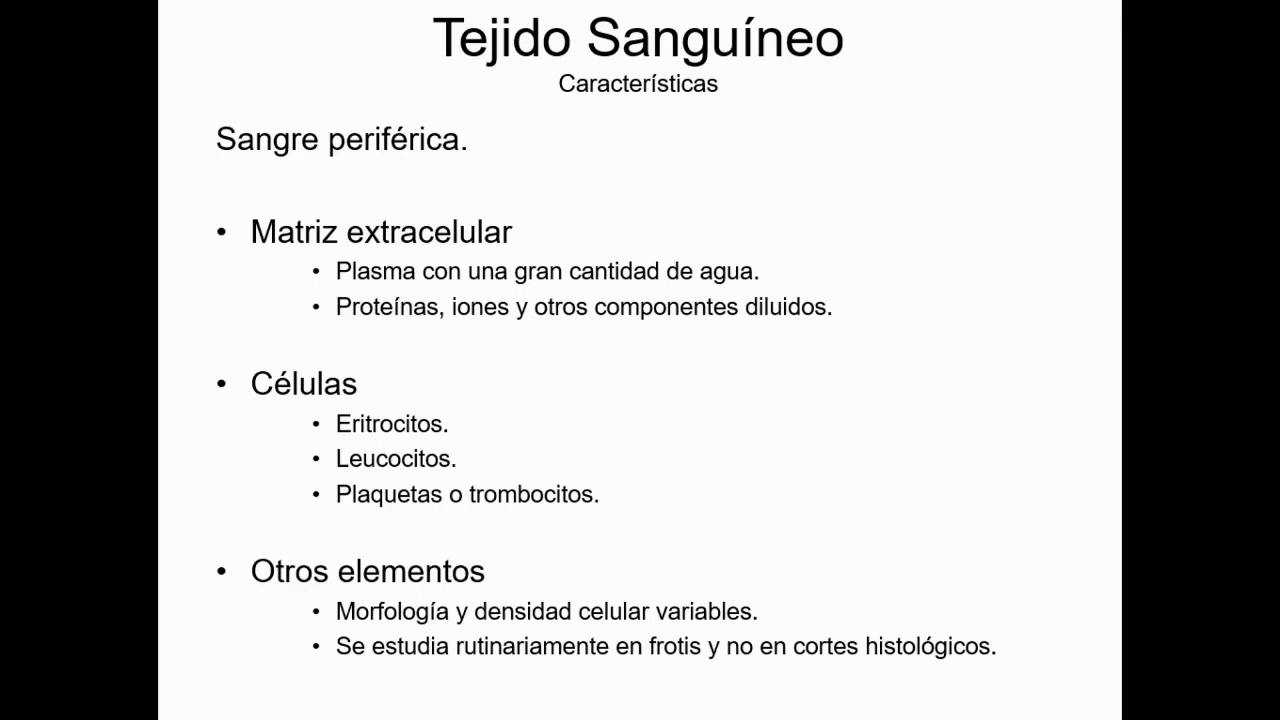 Tejido Sanguíneo
Características
Sangre periférica.
• Matriz extracelular
• Plasma con una gran cantidad de agua.
• Proteínas, iones y otros componentes diluidos.
• Células
• Eritrocitos.
• Leucocitos.
• Plaquetas o trombocitos.
• Otros elementos
• Morfología y densidad celular variables.
• Se estudia rutinariamente en frotis y no en cortes histológicos.